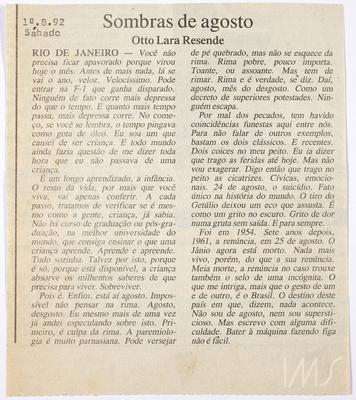 1º.8.92
Sábado
Sombras de agosto
Otto Lara Resende
RIO DE JANEIRO — Você não
precisa ficar apavorado porque virou
hoje o mês. Antes de mais nada, lá se
vai o ano, veloz. Velocíssimo. Pode
entrar na F-1 que ganha disparado.
Ninguém de fato corre mais depressa
do que o tempo. E quanto mais tempo
passa, mais depressa corre. No come-
ço, se você se lembra, o tempo pingava
como gota de óleo. Eu sou um que
cansei de ser criança. E todo mundo
ainda fazia questão de me dizer toda
hora que eu não passava de uma
criança.
É um longo aprendizado, a infância.
O resto da vida, por mais que você
viva, vai apenas conferir. A cada
passo, tratamos de verificar se é mes-
mo como a gente, criança, já sabia.
Não há curso de graduação ou pós-gra-
duação, na melhor universidade do
mundo, que consiga ensinar o que uma
criança aprende. Aprende e apreende.
Tudo sozinha. Talvez por isto, porque
é só, porque está disponível, a criança
absorve os milhentos saberes de que
precisa para viver. Sobreviver.
Pois é. Enfim, está aí agosto. Impos-
sível não pensar na rima. Agosto,
desgosto. Eu mesmo mais de uma vez
já andei especulando sobre isto. Pri-
meiro, é culpa da rima. A paremiolo-
gia é muito parnasiana. Pode versejar
de pé quebrado, mas não se esquece da
rima. Rima pobre, pouco importa.
Toante, ou assoante. Mas tem de
rimar. Rima e é verdade, se diz. Daí,
agosto, mês do desgosto. Como um
decreto de superiores potestades. Nin-
guém escapa.
Por mal dos pecados, tem havido
coincidências funestas aqui entre nós.
Para não falar de outros exemplos,
bastam os dois clássicos. E recentes.
Dois coices no meu peito. Eu ia dizer
que trago as feridas até hoje. Mas não
vou exagerar. Digo então que trago no
peito as cicatrizes. Cívicas, emocio-
nais. 24 de agosto, o suicídio. Fato
único na história do mundo. O tiro do
Getúlio deixou um eco que assusta. É
como um grito no escuro. Grito de dor
numa gruta sem saída. E para sempre.
Foi em 1954. Sete anos depois,
1961, a renúncia, em 25 de agosto. O
Jânio agora está morto. Nada mais
vivo, porém, do que a sua renúncia.
Meia morte, a renúncia no caso trouxe
também o selo de uma incógnita. O
que me intriga, mais que o gesto de um
e de outro, é o Brasil. O destino deste
país em que, dizem, nada acontece.
Não sou de agosto, nem sou supersti-
cioso. Mas escrevo com alguma difi-
culdade. Bater à máquina fazendo figa
não é fácil.
IMS